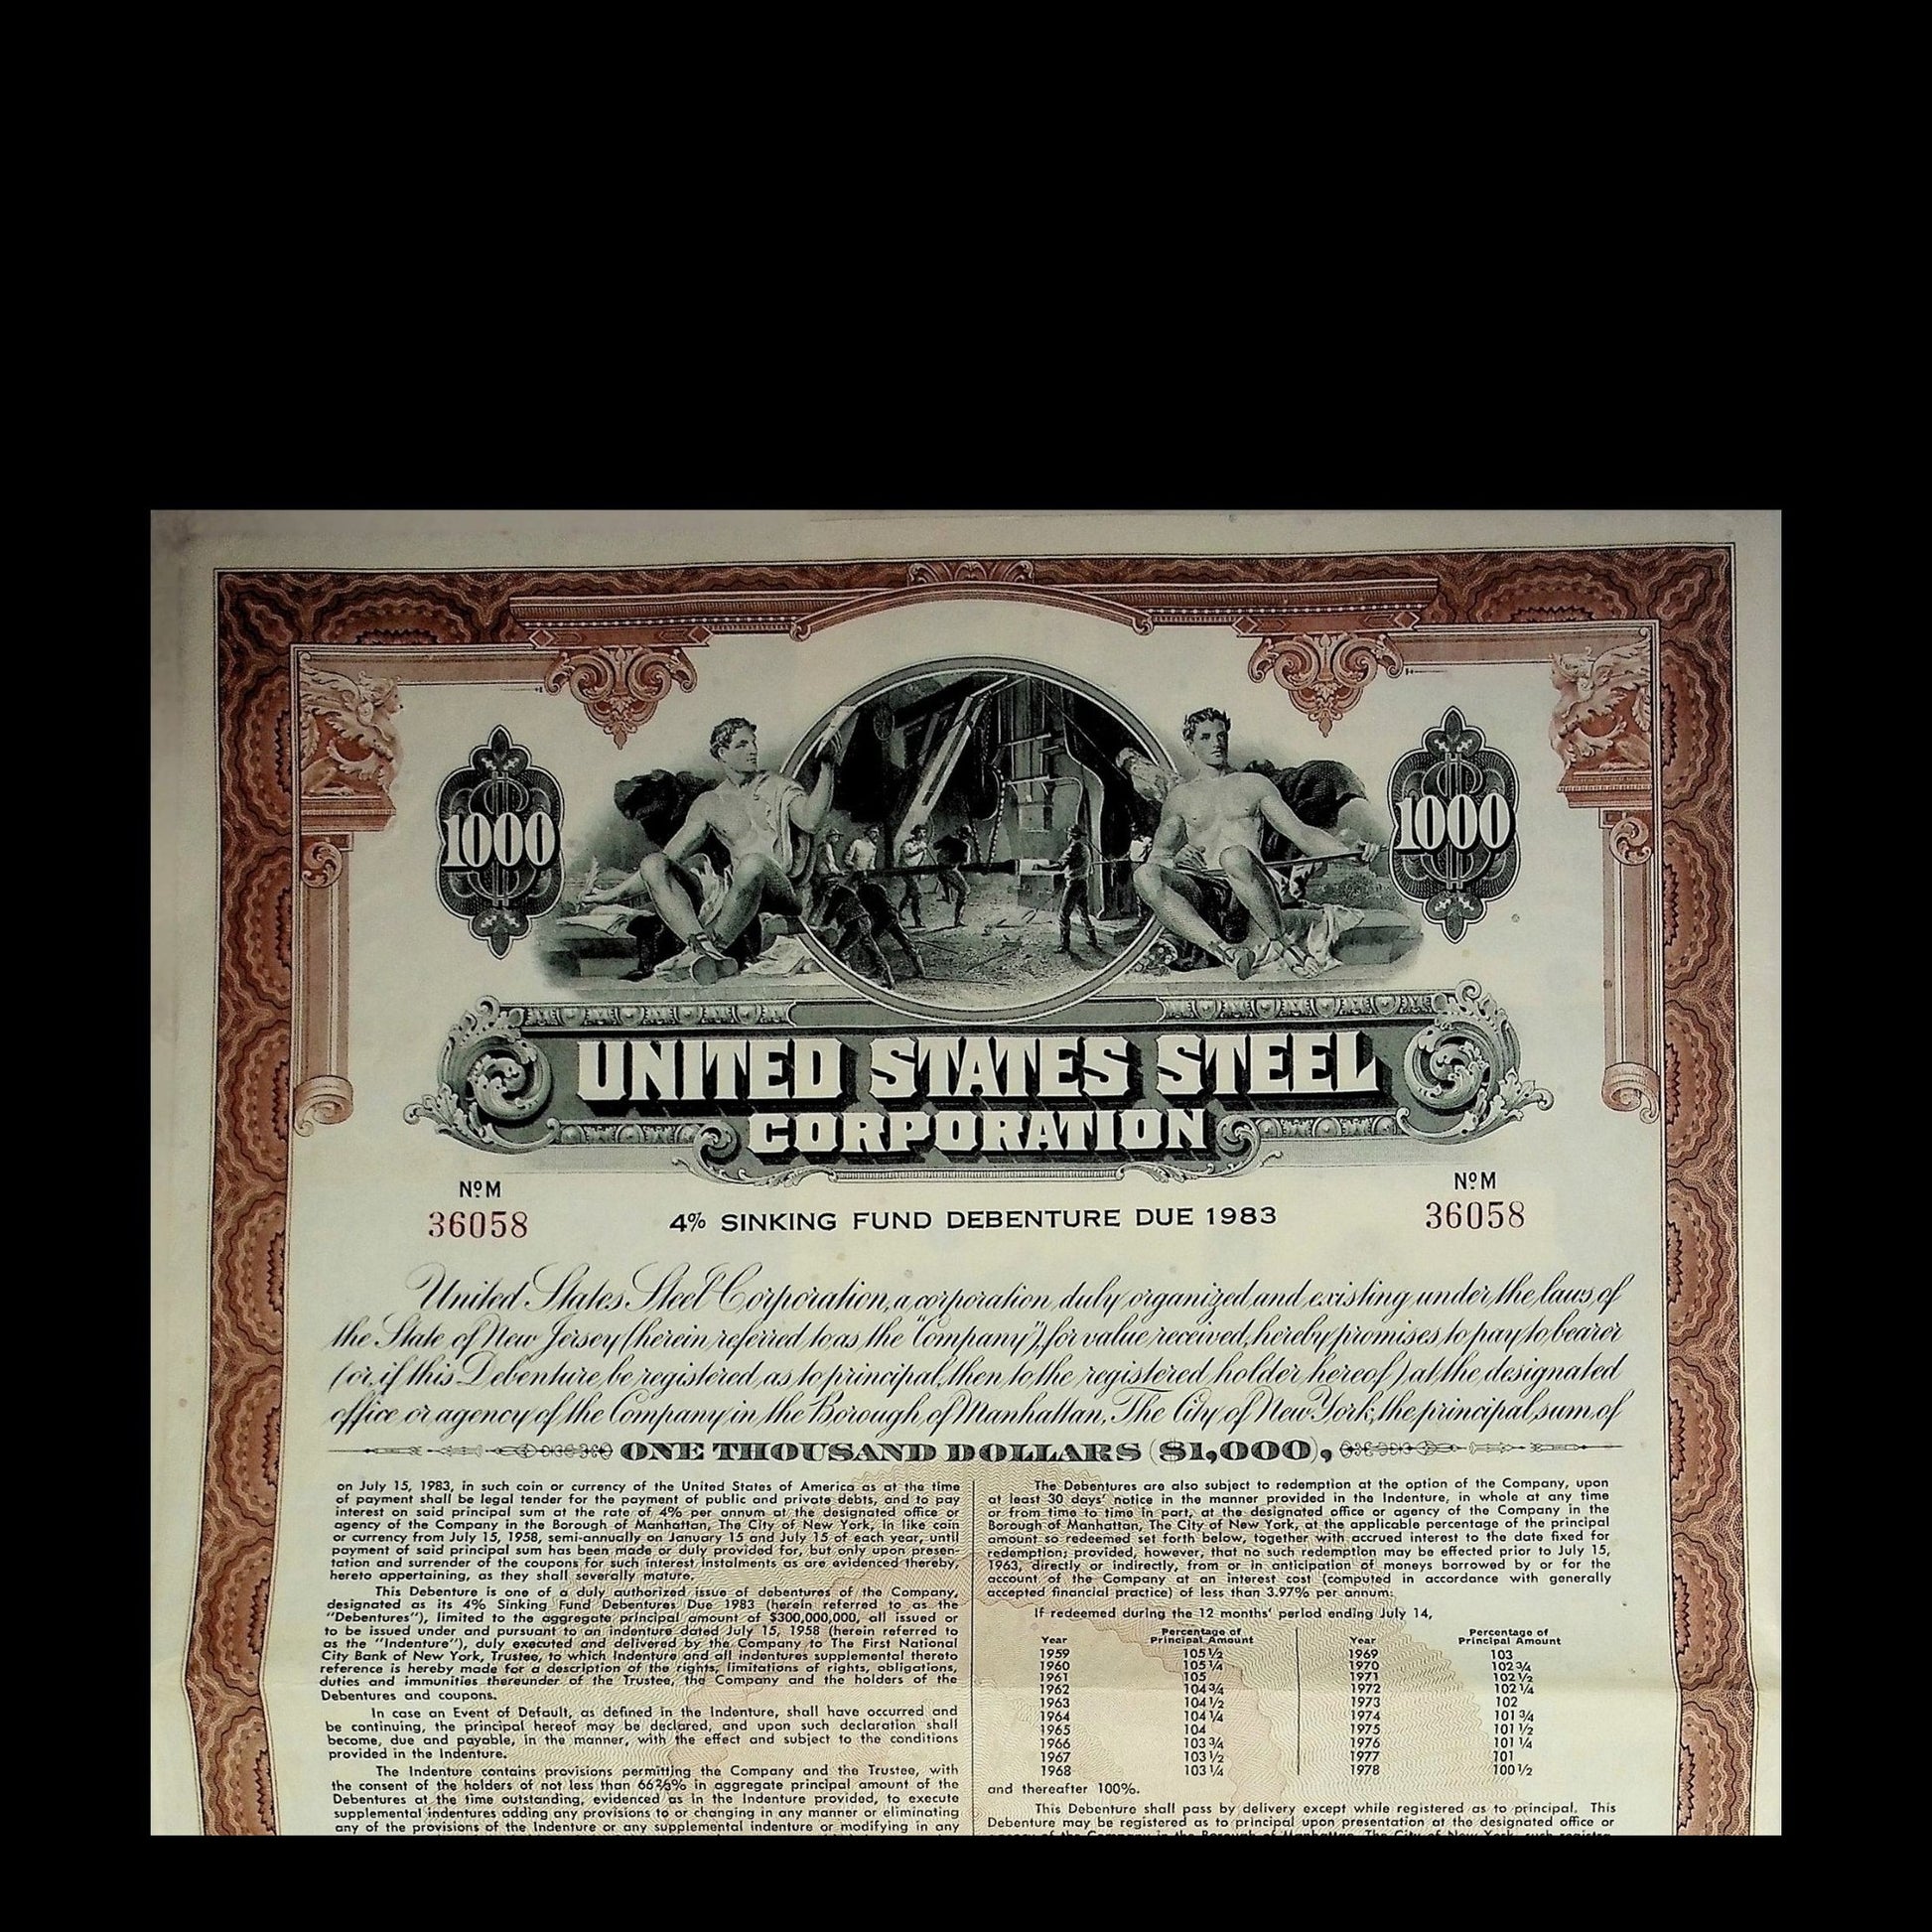 1000
1000
UNITED STATES STEEL
CORPORATION
No M
36058
4% SINKING FUND DEBENTURE DUE 1983
No M
36058
United States Steel Corporation, a corporation duly organized and existing under the laws of
the State of New Jersey (herein referred to as the "Company"), for value received, hereby promises to pay to bearer
(or, if this Debenture be registered as to principal, then to the registered holder hereof) at the designated
office or agency of the Company in the Borough of Manhattan, The City of New York, the principal sum of
ONE THOUSAND DOLLARS ($1,000),
on July 15, 1983, in such coin or currency of the United States of America as at the time
of payment shall be legal tender for the payment of public and private debts, and to pay
interest on said principal sum at the rate of 4% per annum at the designated office or
agency of the Company in the Borough of Manhattan, The City of New York, in like coin
or currency from July 15, 1958, semi-annually on January 15 and July 15 of each year, until
payment of said principal sum has been made or duly provided for, but only upon presen-
tation and surrender of the coupons for such interest instalments as are evidenced thereby,
hereto appertaining, as they shall severally mature.
This Debenture is one of a duly authorized issue of debentures of the Company,
designated as its 4% Sinking Fund Debentures Due 1983 (herein referred to as the
"Debentures"), limited to the aggregate principal amount of $300,000,000, all issued or
to be issued under and pursuant to an indenture dated July 15, 1958 (herein referred to
as the "Indenture"), duly executed and delivered by the Company to The First National
City Bank of New York, Trustee, to which Indenture and all indentures supplemental thereto
reference is hereby made for a description of the rights, limitations of rights, obligations,
duties and immunities thereunder of the Trustee, the Company and the holders of the
Debentures and coupons.
In case an Event of Default, as defined in the Indenture, shall have occurred and
be continuing, the principal hereof may be declared, and upon such declaration shall
become, due and payable, in the manner, with the effect and subject to the conditions
provided in the Indenture.
The Indenture contains provisions permitting the Company and the Trustee, with
the consent of the holders of not less than 66⅔% in aggregate principal amount of the
Debentures at the time outstanding, evidenced as in the Indenture provided, to execute
supplemental indentures adding any provisions to or changing in any manner or eliminating
any of the provisions of the Indenture or any supplemental indenture or modifying in any
The Debentures are also subject to redemption at the option of the Company, upon
at least 30 days' notice in the manner provided in the Indenture, in whole at any time
or from time to time in part, at the designated office or agency of the Company in the
Borough of Manhattan, The City of New York, at the applicable percentage of the principal
amount so redeemed set forth below, together with accrued interest to the date fixed for
redemption; provided, however, that no such redemption may be effected prior to July 15,
1963, directly or indirectly, from or in anticipation of moneys borrowed by or for the
account of the Company at an interest cost (computed in accordance with generally
accepted financial practice) of less than 3.97% per annum:
If redeemed during the 12 months' period ending July 14,
Year Percentage of Principal Amount Year Percentage of Principal Amount
1959 105½ 1969 103
1960 105¼ 1970 102¾
1961 105 1971 102½
1962 104¾ 1972 102¼
1963 104½ 1973 102
1964 104¼ 1974 101¾
1965 104 1975 101½
1966 103¾ 1976 101¼
1967 103½ 1977 101
1968 103¼ 1978 100½
and thereafter 100%.
This Debenture shall pass by delivery except while registered as to principal. This
Debenture may be registered as to principal upon presentation at the designated office or
agency of the Company in the Borough of Manhattan, The City of New York, such registra-